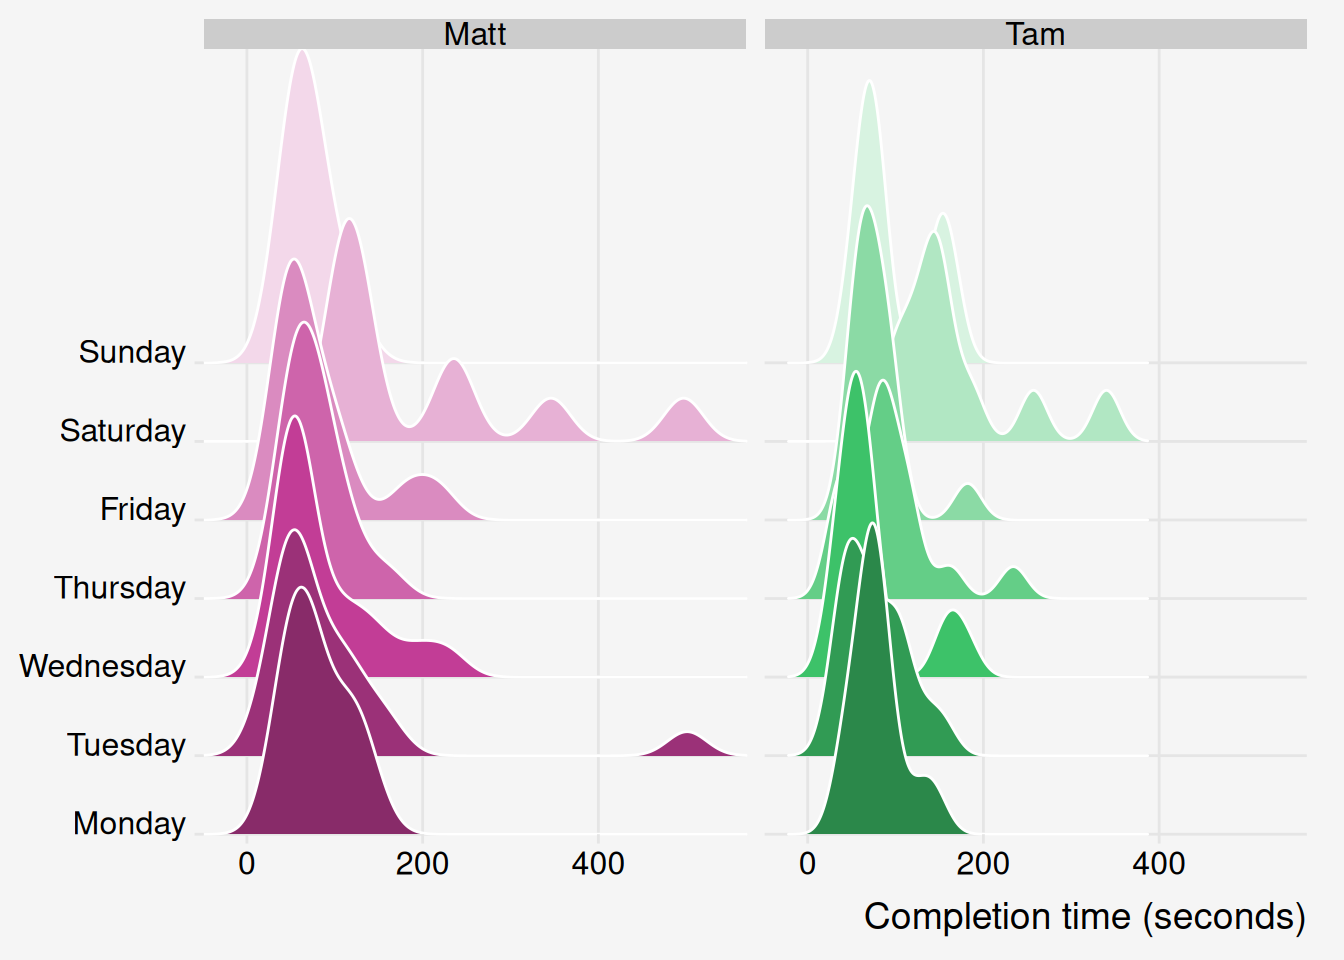 Matt
Tam
Sunday
Saturday
Friday
Thursday
Wednesday
Tuesday
Monday
0 200 400
0 200 400
Completion time (seconds)